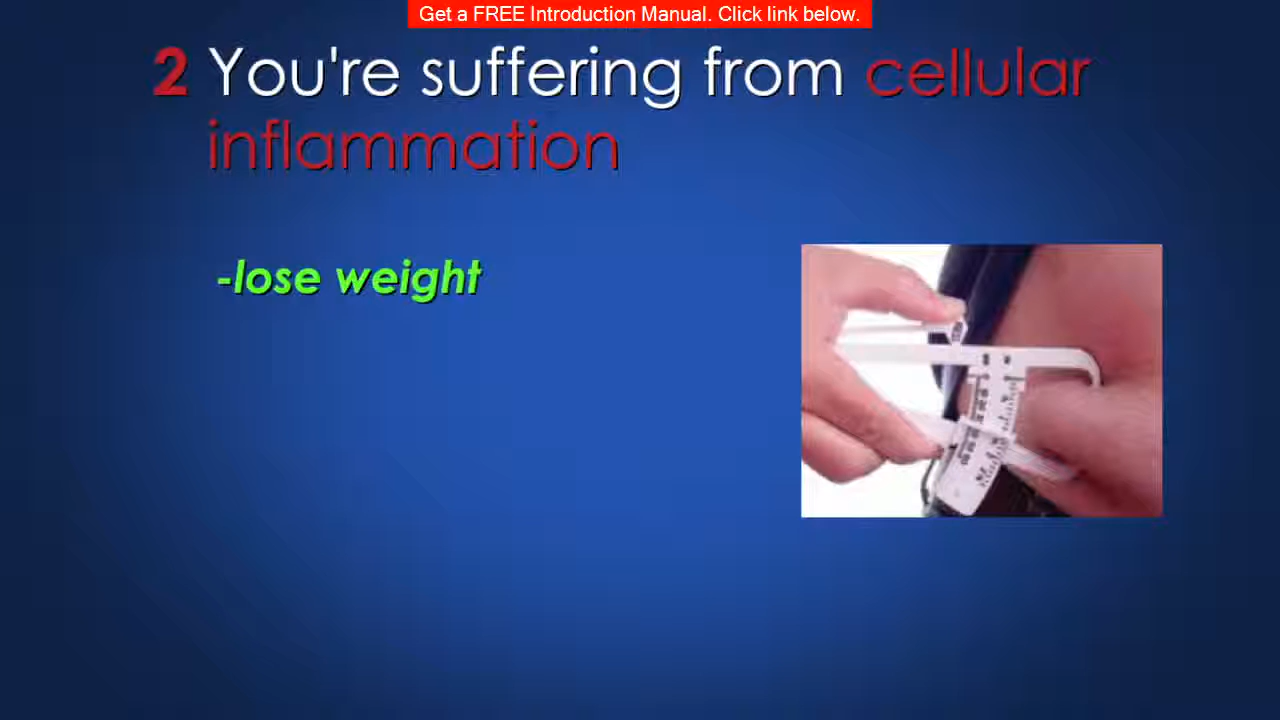 Get a FREE Introduction Manual. Click link below.
2 You're suffering from cellular
inflammation
-lose weight